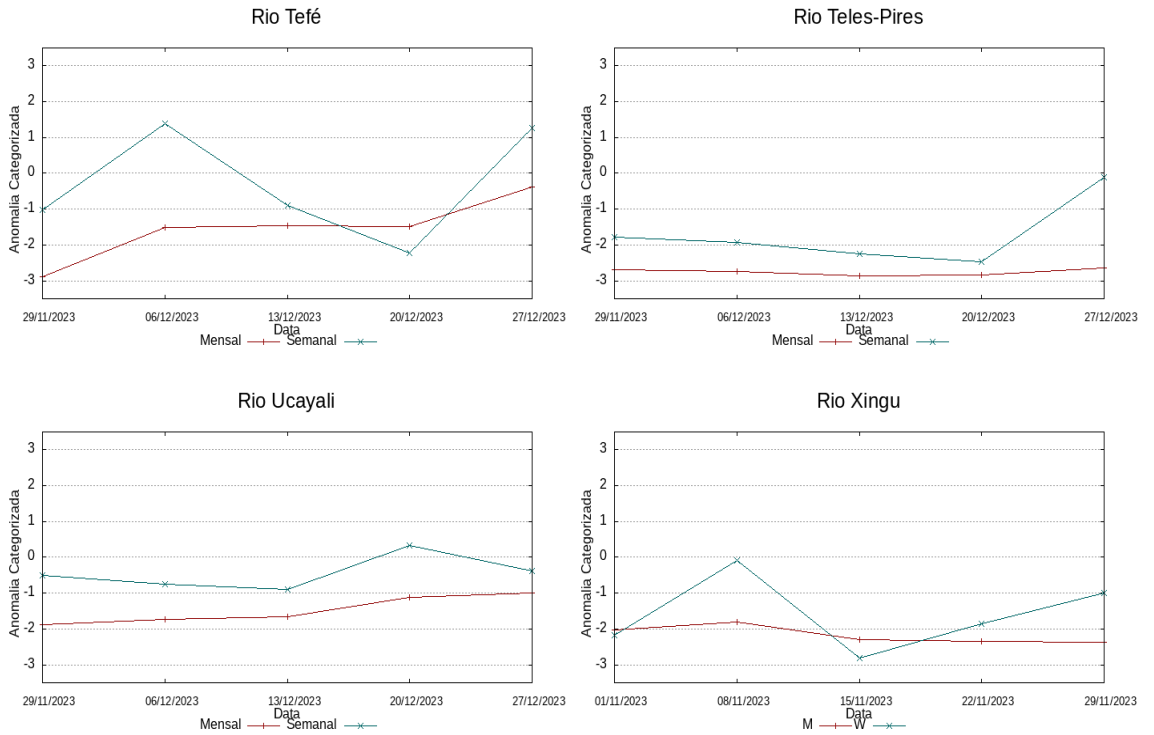 Rio Tefé
Anomalia Categorizada
3
2
1
0
-1
-2
-3
29/11/2023 06/12/2023 13/12/2023 20/12/2023 27/12/2023
Data
Mensal Semanal
Rio Teles-Pires
Anomalia Categorizada
3
2
1
0
-1
-2
-3
29/11/2023 06/12/2023 13/12/2023 20/12/2023 27/12/2023
Data
Mensal Semanal
Rio Ucayali
Anomalia Categorizada
3
2
1
0
-1
-2
-3
29/11/2023 06/12/2023 13/12/2023 20/12/2023 27/12/2023
Data
Mensal Semanal
Rio Xingu
Anomalia Categorizada
3
2
1
0
-1
-2
-3
01/11/2023 08/11/2023 15/11/2023 22/11/2023 29/11/2023
Data
M W